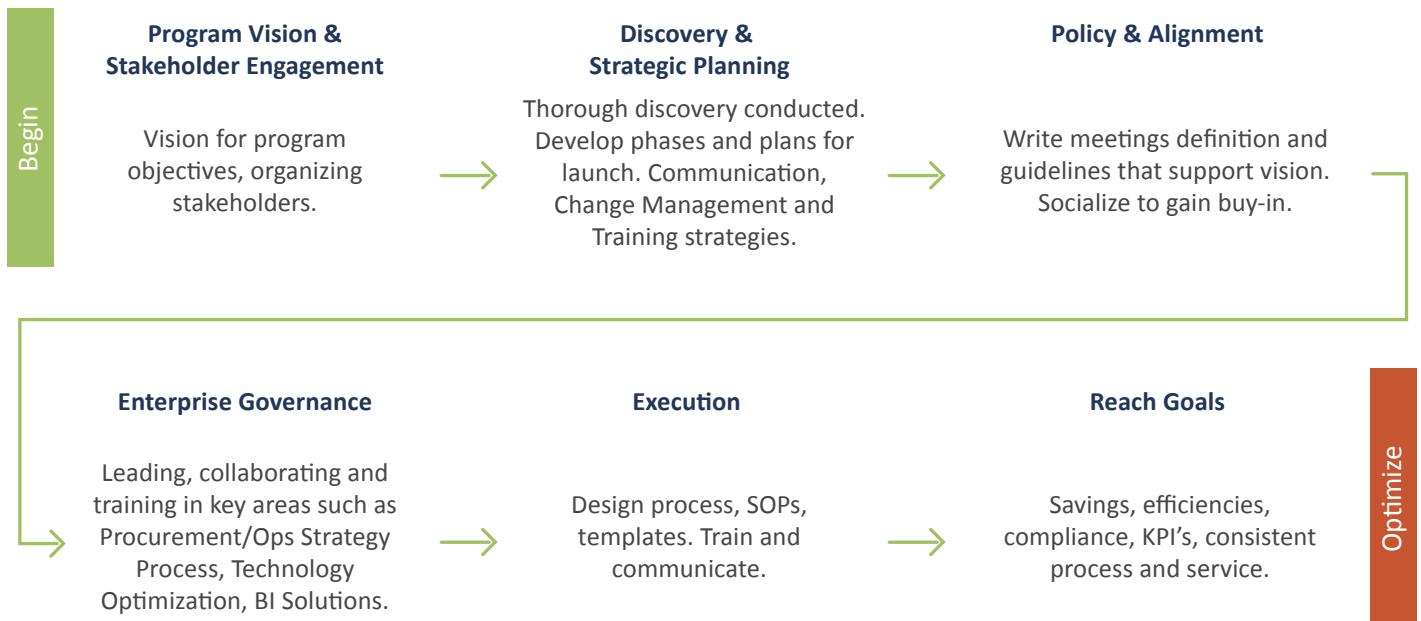 Begin
Program Vision &
Stakeholder Engagement
Vision for program
objectives, organizing
stakeholders.
Discovery &
Strategic Planning
Thorough discovery conducted.
Develop phases and plans for
launch. Communication,
Change Management and
Training strategies.
Policy & Alignment
Write meetings definition and
guidelines that support vision.
Socialize to gain buy-in.
Enterprise Governance
Leading, collaborating and
training in key areas such as
Procurement/Ops Strategy
Process, Technology
Optimization, BI Solutions.
Execution
Design process, SOPs,
templates. Train and
communicate.
Reach Goals
Savings, efficiencies,
compliance, KPI's, consistent
process and service.
Optimize